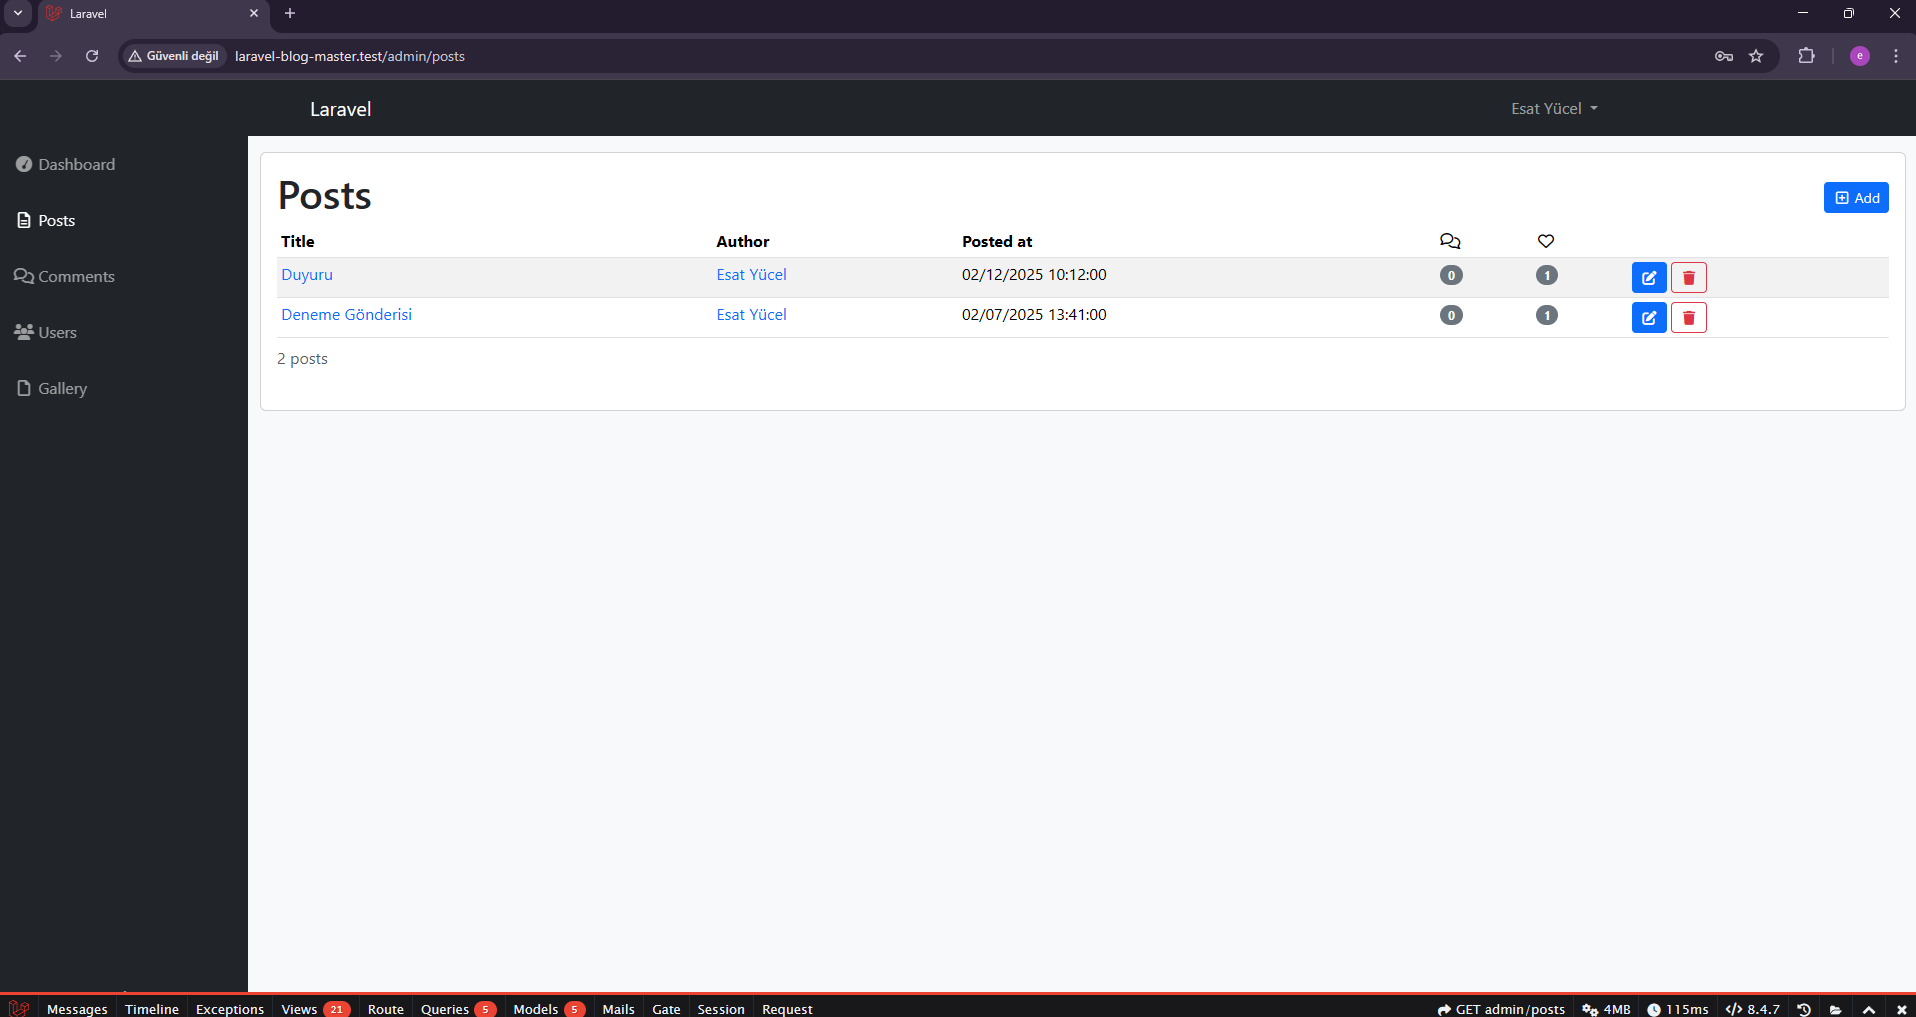 Laravel
Güvenli değil laravel-blog-master.test/admin/posts
e
Laravel
Esat Yücel
Dashboard
Posts
Comments
Users
Gallery
Posts
Add
Title Author Posted at
Duyuru Esat Yücel 02/12/2025 10:12:00 0 1
Deneme Gönderisi Esat Yücel 02/07/2025 13:41:00 0 1
2 posts
Messages Timeline Exceptions Views 21 Route Queries 5 Models 5 Mails Gate Session Request GET admin/posts 4MB 115ms 8.4.7